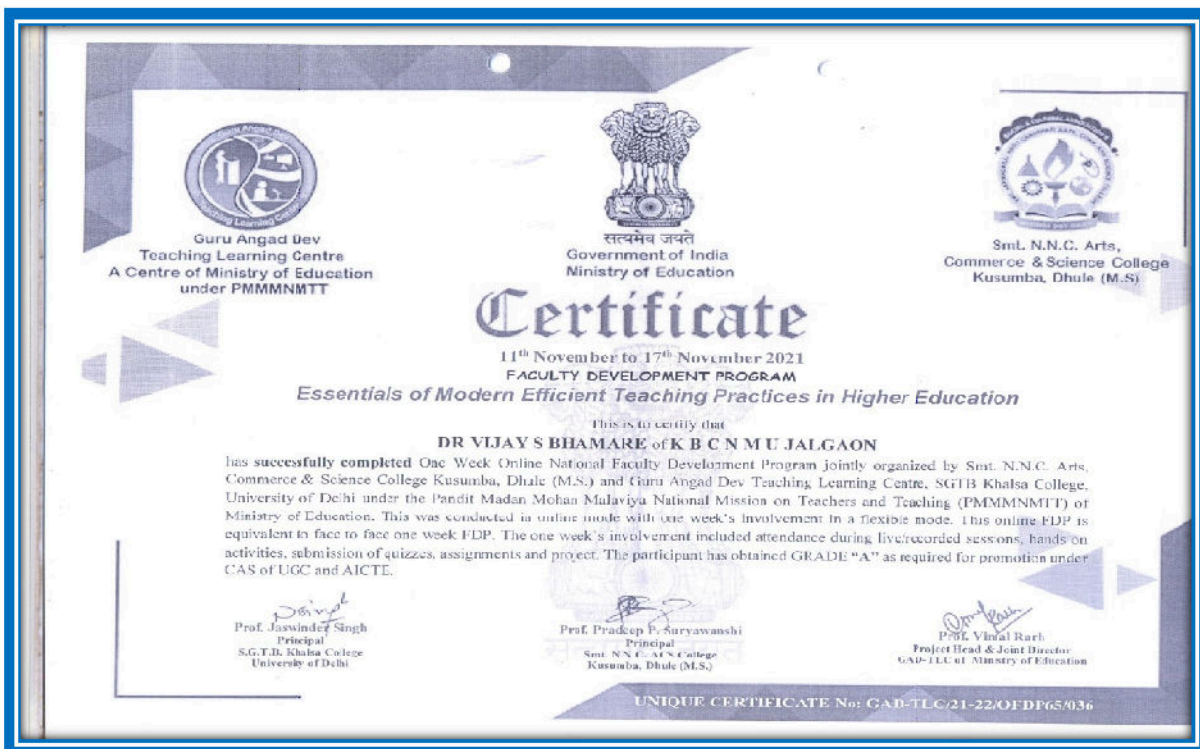 Guru Angad Dev
Teaching Learning Center
Guru Angad Dev
Teaching Learning Centre
A Centre of Ministry of Education
under PMMMNMTT
सत्यमेव जयते
Government of India
Ministry of Education
Smt. N.N.C. Arts,
Commerce & Science College
Kusumba, Dhule (M.S)
Certificate
11th November to 17th November 2021
FACULTY DEVELOPMENT PROGRAM
Essentials of Modern Efficient Teaching Practices in Higher Education
This is to certify that
DR VIJAY S BHAMARE of K B C N M U JALGAON
has successfully completed One Week Online National Faculty Development Program jointly organized by Smt. N.N.C. Arts,
Commerce & Science College Kusumba, Dhule (M.S.) and Guru Angad Dev Teaching Learning Centre, SGTB Khalsa College,
University of Delhi under the Pandit Madan Mohan Malaviya National Mission on Teachers and Teaching (PMMMNMTT) of
Ministry of Education. This was conducted in online mode with one week's involvement in a flexible mode. This online FDP is
equivalent to face to face one week FDP. The one week's involvement included attendance during live/recorded sessions, hands on
activities, submission of quizzes, assignments and project. The participant has obtained GRADE "A" as required for promotion under
CAS of UGC and AICTE.
Prof. Jaswinder Singh
Principal
S.G.T.B. Khalsa College
University of Delhi
Prof. Pradeep P. Suryawanshi
Principal
Smt. N.N.C. ACS College
Kusumba, Dhule (M.S.)
Prof. Vimal Rarh
Project Head & Joint Director
GAD-TLC of Ministry of Education
UNIQUE CERTIFICATE No: GAD-TLC/21-22/OFDP65/036